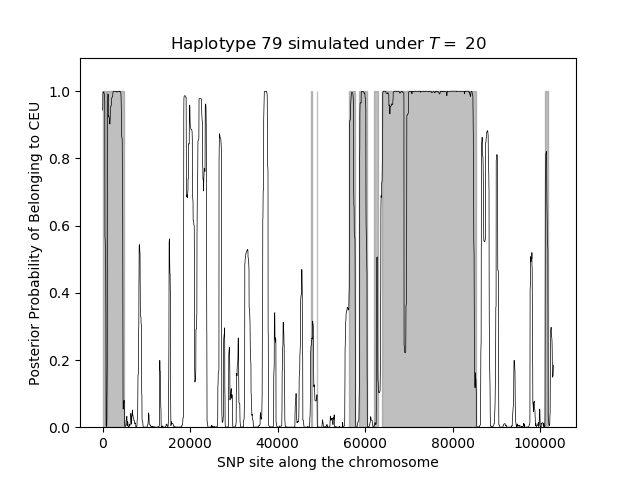 Haplotype 79 simulated under T = 20
Posterior Probability of Belonging to CEU
1.0
0.8
0.6
0.4
0.2
0.0
0 20000 40000 60000 80000 100000
SNP site along the chromosome